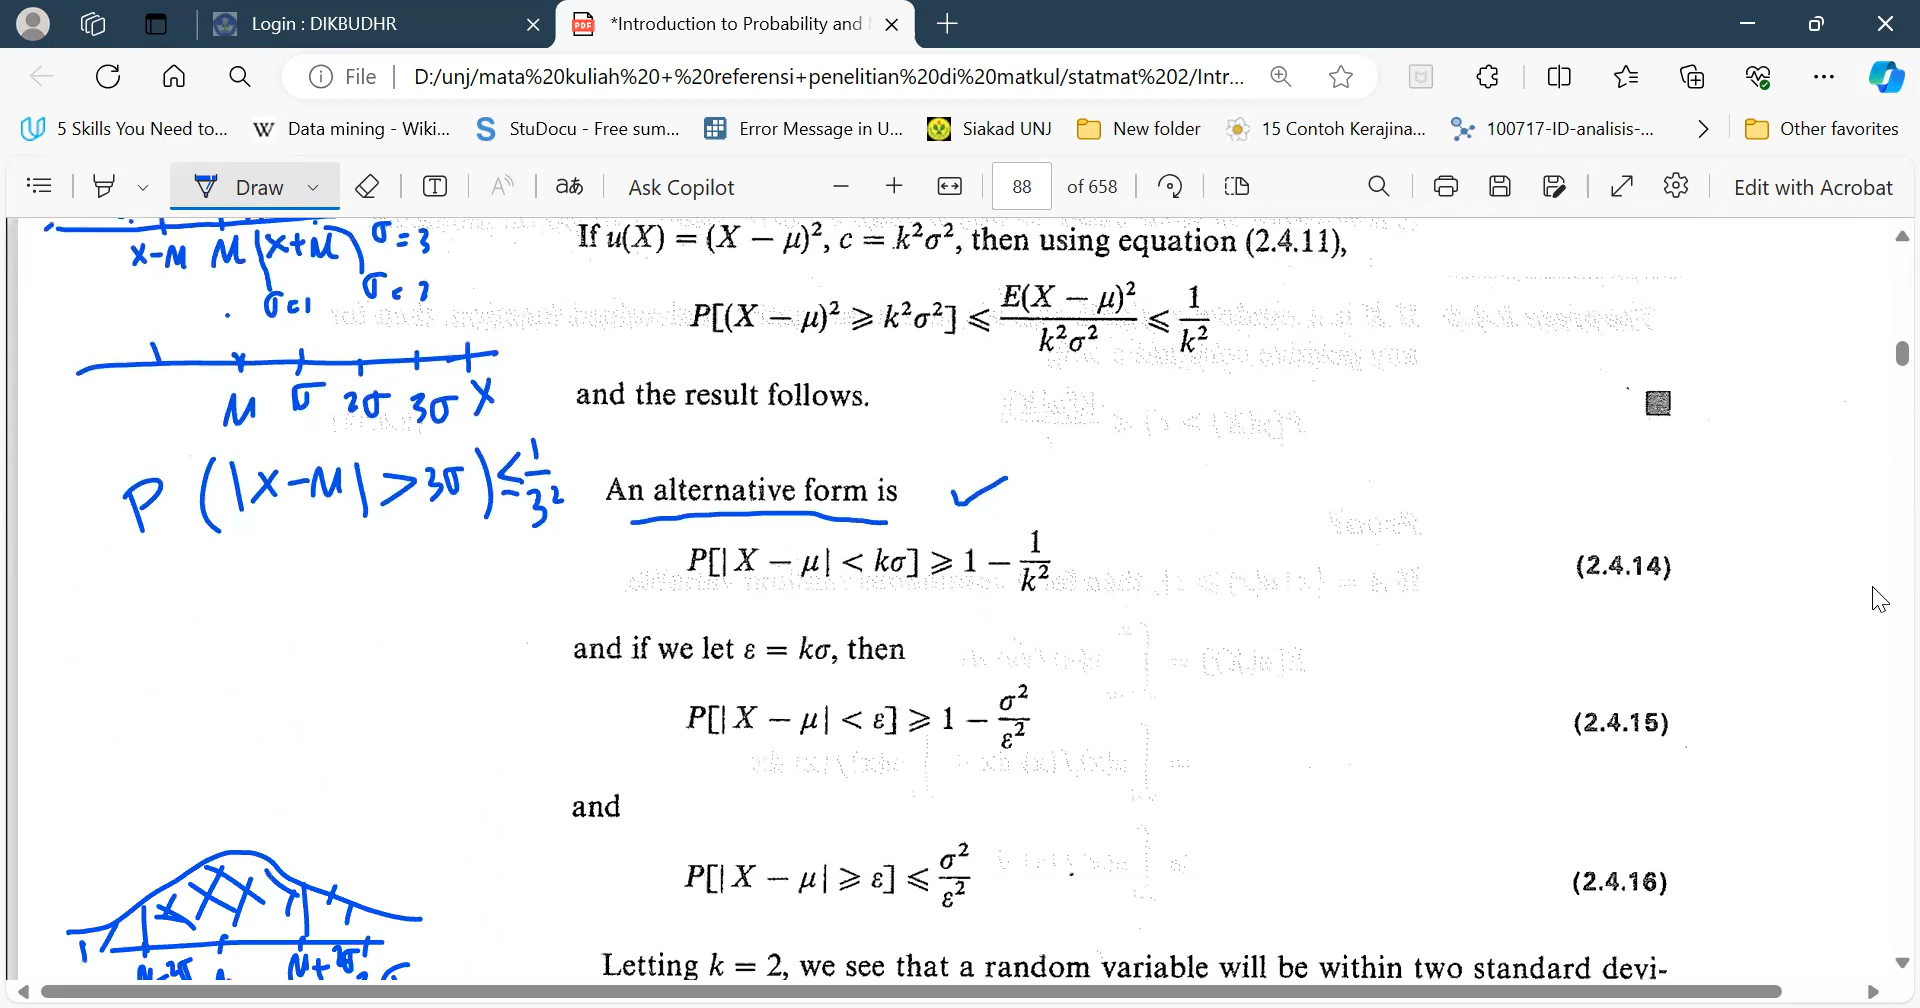 Login : DIKBUDHR
*Introduction to Probability and
File
D:/unj/mata%20kuliah%20+%20referensi+penelitian%20di%20matkul/statmat%202/Intr...
5 Skills You Need to...
Data mining - Wiki...
StuDocu - Free sum...
Error Message in U...
Siakad UNJ
New folder
15 Contoh Kerajina...
100717-ID-analisis-...
Other favorites
Draw
Ask Copilot
88
of 658
Edit with Acrobat
If u(X) = (X − μ)², c = k²σ², then using equation (2.4.11),
P[(X − μ)² ⩾ k²σ²] ⩽ E(X − μ)²/k²σ² ⩽ 1/k²
and the result follows.
An alternative form is
P[| X − μ| < kσ] ⩾ 1 − 1/k² (2.4.14)
and if we let ε = kσ, then
P[| X − μ| < ε] ⩾ 1 − σ²/ε² (2.4.15)
and
P[| X − μ| ⩾ ε] ⩽ σ²/ε² (2.4.16)
Letting k = 2, we see that a random variable will be within two standard devi-
x-M M x+M σ=3
σ=1
M σ 2σ 3σ X
P (|X-M| > 3σ) ≤ 1/3²